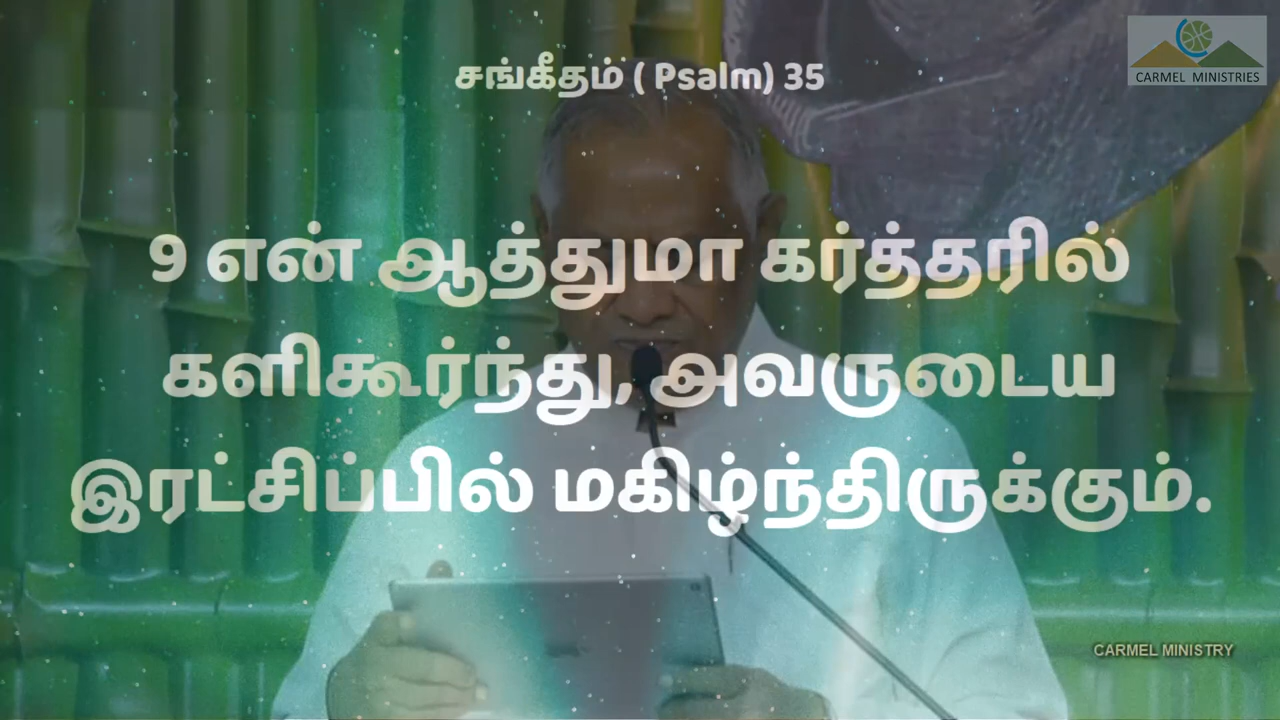 CARMEL MINISTRIES
சங்கீதம் ( Psalm) 35
9 என் ஆத்துமா கர்த்தரில்
களிகூர்ந்து, அவருடைய
இரட்சிப்பில் மகிழ்ந்திருக்கும்.
CARMEL MINISTRY